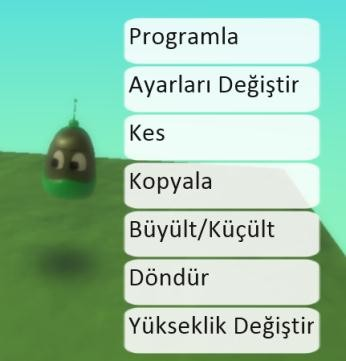 Programla
Ayarları Değiştir
Kes
Kopyala
Büyült/Küçült
Döndür
Yükseklik Değiştir